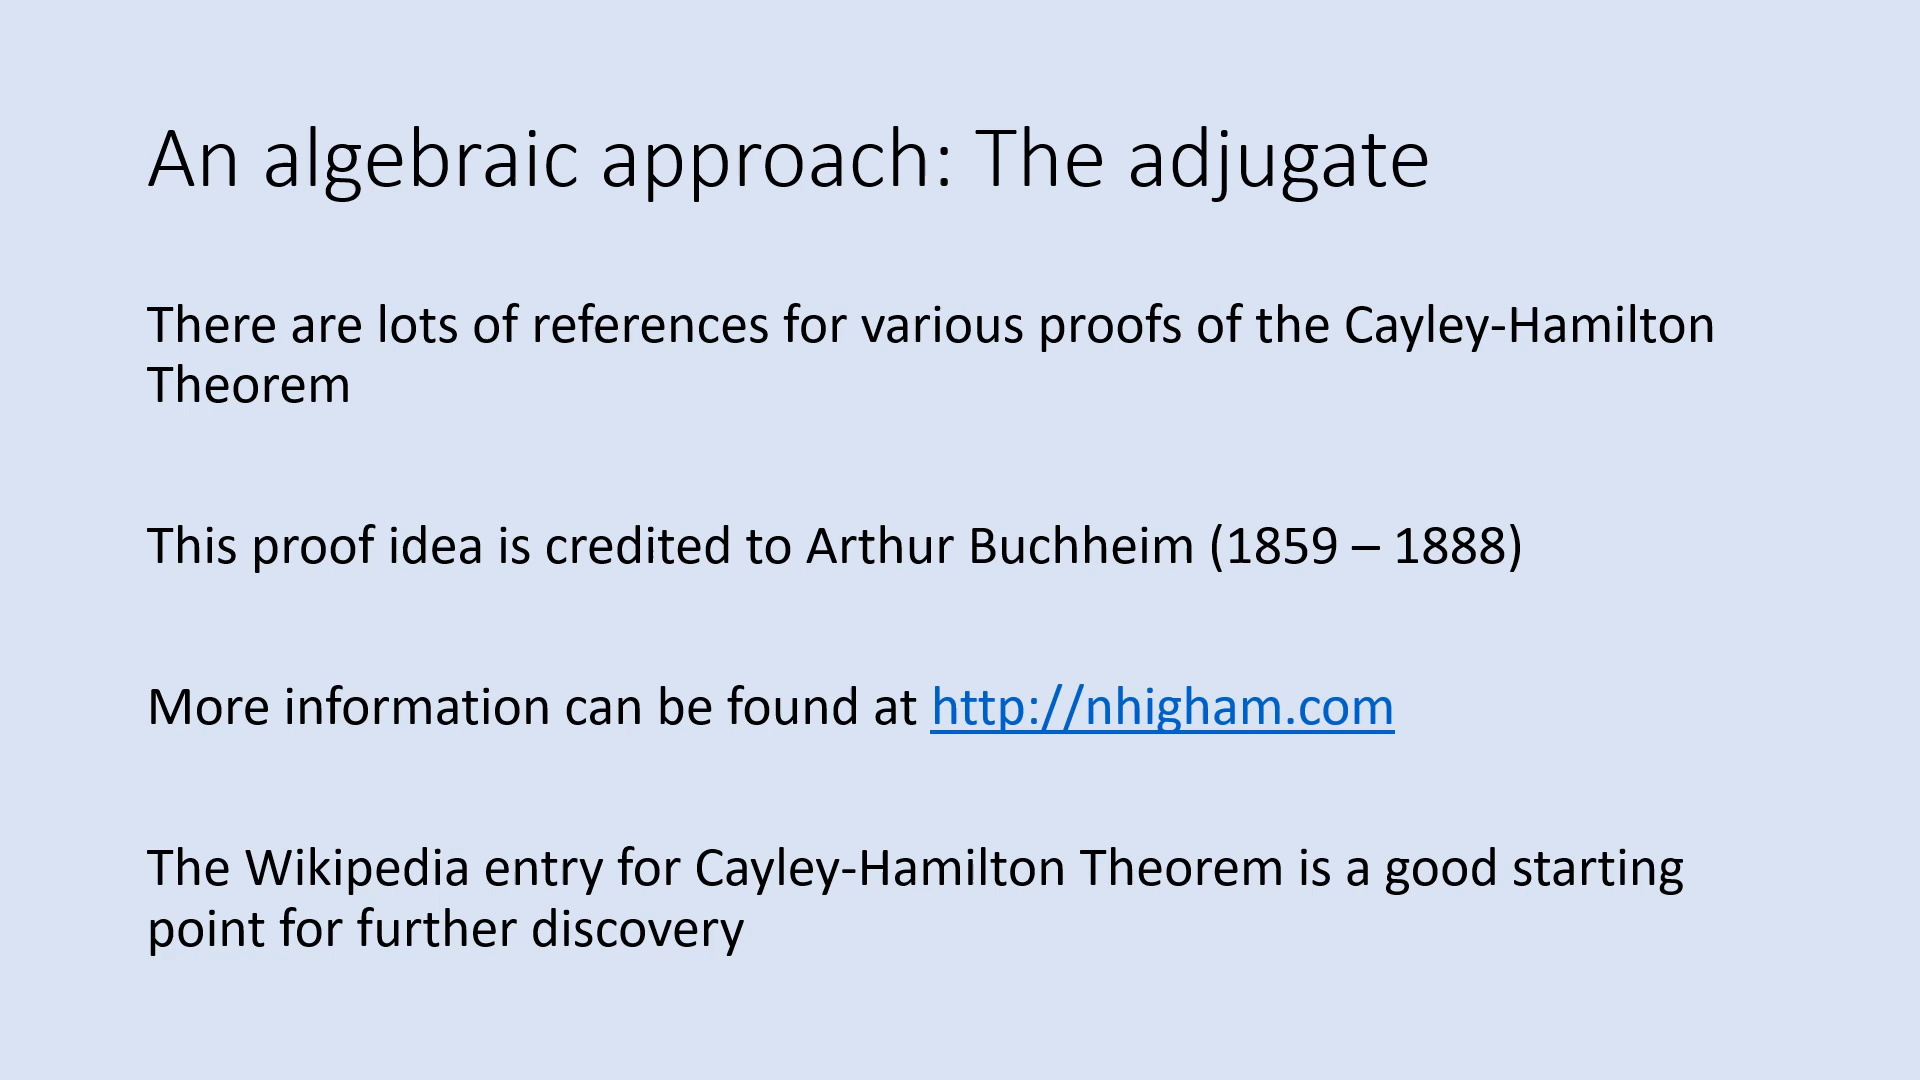 An algebraic approach: The adjugate
There are lots of references for various proofs of the Cayley-Hamilton
Theorem
This proof idea is credited to Arthur Buchheim (1859 – 1888)
More information can be found at http://nhigham.com
The Wikipedia entry for Cayley-Hamilton Theorem is a good starting
point for further discovery